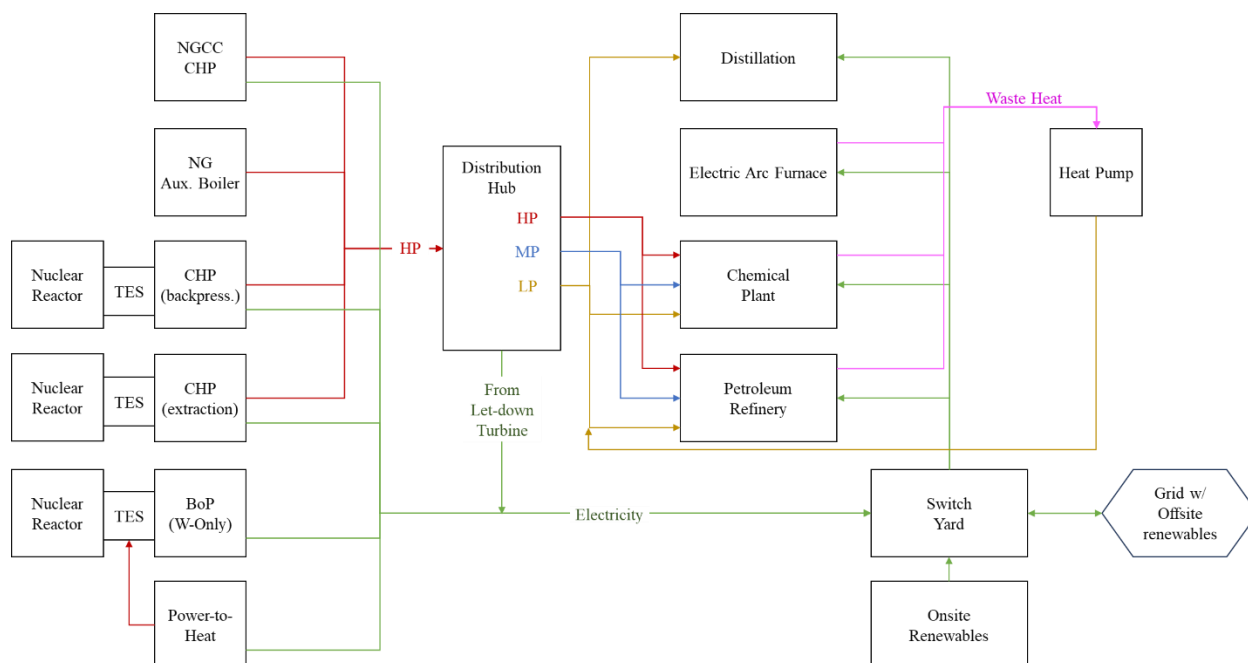 NGCC
CHP
NG
Aux. Boiler
Nuclear
Reactor
TES
CHP
(backpress.)
Nuclear
Reactor
TES
CHP
(extraction)
Nuclear
Reactor
TES
BoP
(W-Only)
Power-to-
Heat
HP
Distribution
Hub
HP
MP
LP
From
Let-down
Turbine
Electricity
Distillation
Electric Arc Furnace
Chemical
Plant
Petroleum
Refinery
Waste Heat
Heat Pump
Switch
Yard
Grid w/
Offsite
renewables
Onsite
Renewables